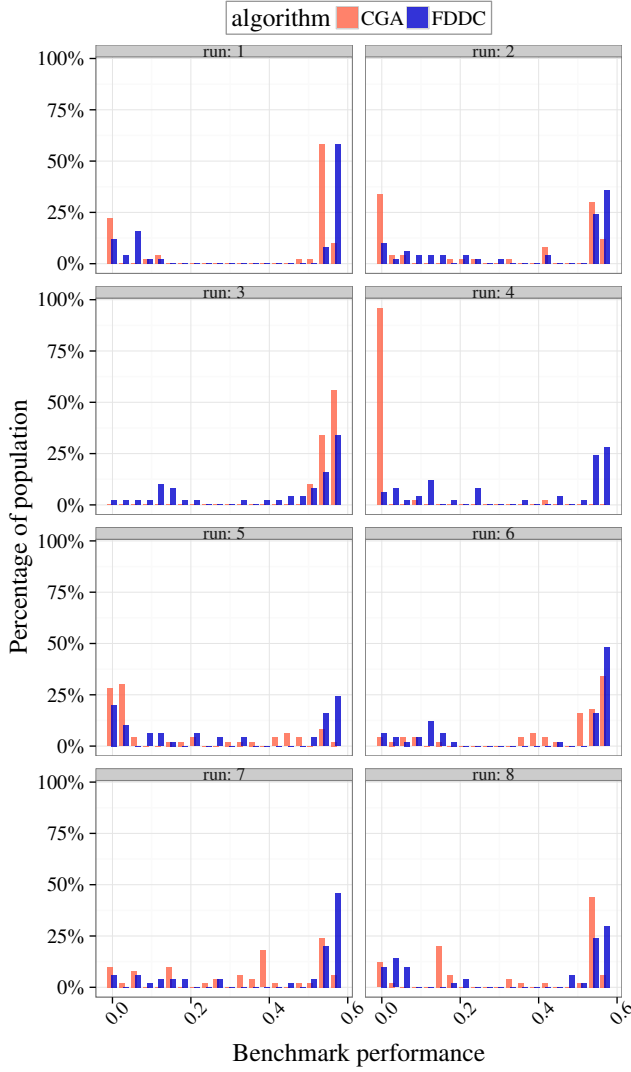 algorithm CGA FDDC
run: 1 run: 2
100%
75%
50%
25%
0%
run: 3 run: 4
100%
75%
50%
25%
0%
run: 5 run: 6
100%
75%
50%
25%
0%
run: 7 run: 8
100%
75%
50%
25%
0%
Percentage of population
0.0 0.2 0.4 0.6 0.0 0.2 0.4 0.6
Benchmark performance